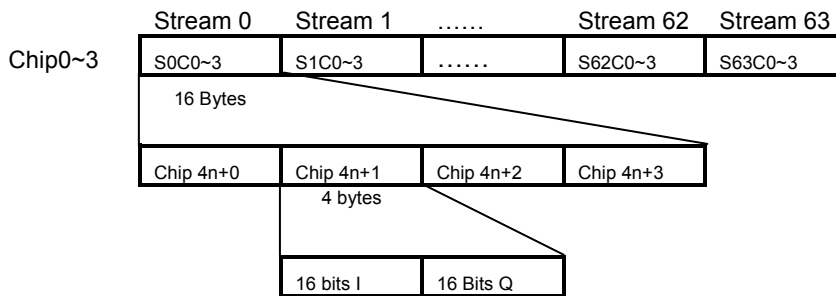 Stream 0 Stream 1 …… Stream 62 Stream 63
Chip0~3 S0C0~3 S1C0~3 …… S62C0~3 S63C0~3
16 Bytes
Chip 4n+0 Chip 4n+1 Chip 4n+2 Chip 4n+3
4 bytes
16 bits I 16 Bits Q